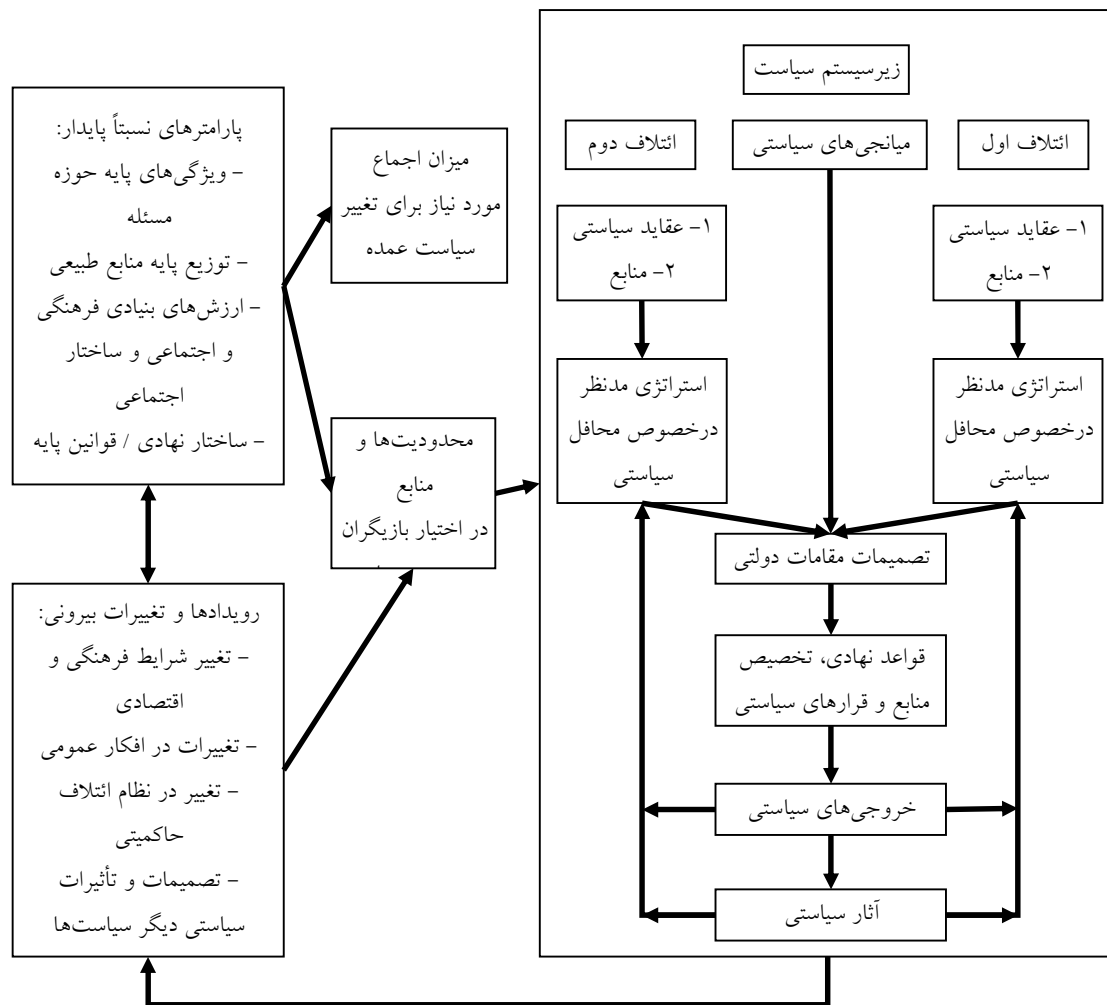 زیرسیستم سیاست
ائتلاف اول
میانجی‌های سیاستی
ائتلاف دوم
۱- عقاید سیاستی
۲- منابع
۱- عقاید سیاستی
۲- منابع
استراتژی مدنظر
درخصوص محافل
سیاستی
استراتژی مدنظر
درخصوص محافل
سیاستی
تصمیمات مقامات دولتی
قواعد نهادی، تخصیص
منابع و قرارهای سیاستی
خروجی‌های سیاستی
آثار سیاستی
میزان اجماع
مورد نیاز برای تغییر
سیاست عمده
محدودیت‌ها و
منابع
در اختیار بازیگران
پارامترهای نسبتاً پایدار:
- ویژگی‌های پایه حوزه
مسئله
- توزیع پایه منابع طبیعی
- ارزش‌های بنیادی فرهنگی
و اجتماعی و ساختار
اجتماعی
- ساختار نهادی / قوانین پایه
رویدادها و تغییرات بیرونی:
- تغییر شرایط فرهنگی و
اقتصادی
- تغییرات در افکار عمومی
- تغییر در نظام ائتلاف
حاکمیتی
- تصمیمات و تأثیرات
سیاستی دیگر سیاست‌ها